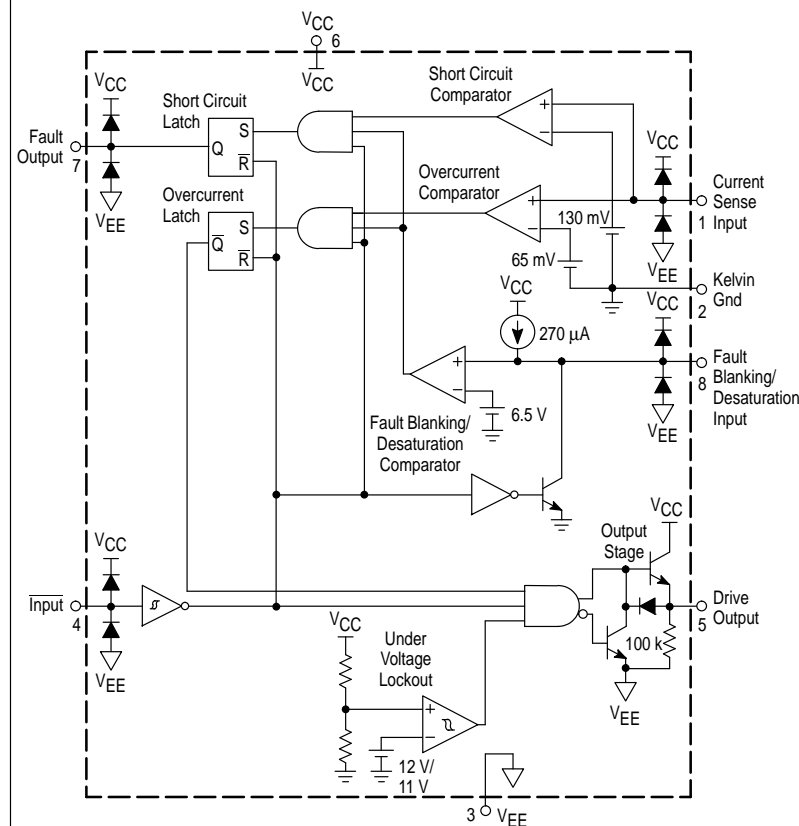 VCC
6
VCC
VCC
Short Circuit
Latch
Short Circuit
Comparator
Fault
Output
7
S
Q
R̅
VCC
Current
Sense
Input
1
Overcurrent
Latch
Overcurrent
Comparator
VEE
S
Q̅
R̅
130 mV
65 mV
VEE
Kelvin
Gnd
2
VCC
270 µA
VCC
Fault
Blanking/
Desaturation
Input
8
6.5 V
VEE
Fault Blanking/
Desaturation
Comparator
VCC
Output
Stage
VCC
Input
4
Drive
Output
5
100 k
VEE
VCC
Under
Voltage
Lockout
VEE
12 V/
11 V
3
VEE
+
−
+
−
+
−
+
−